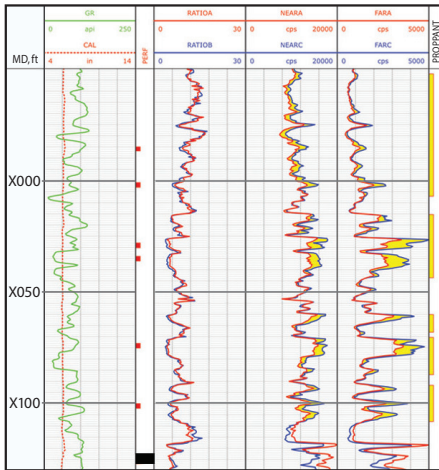 GR RATIOA NEARA FARA
0 api 250 0 30 0 cps 20000 0 cps 5000
CAL RATIOB NEARC FARC
4 in 14 0 30 0 cps 20000 0 cps 5000
MD, ft
PERF
PROPPANT
X000
X050
X100